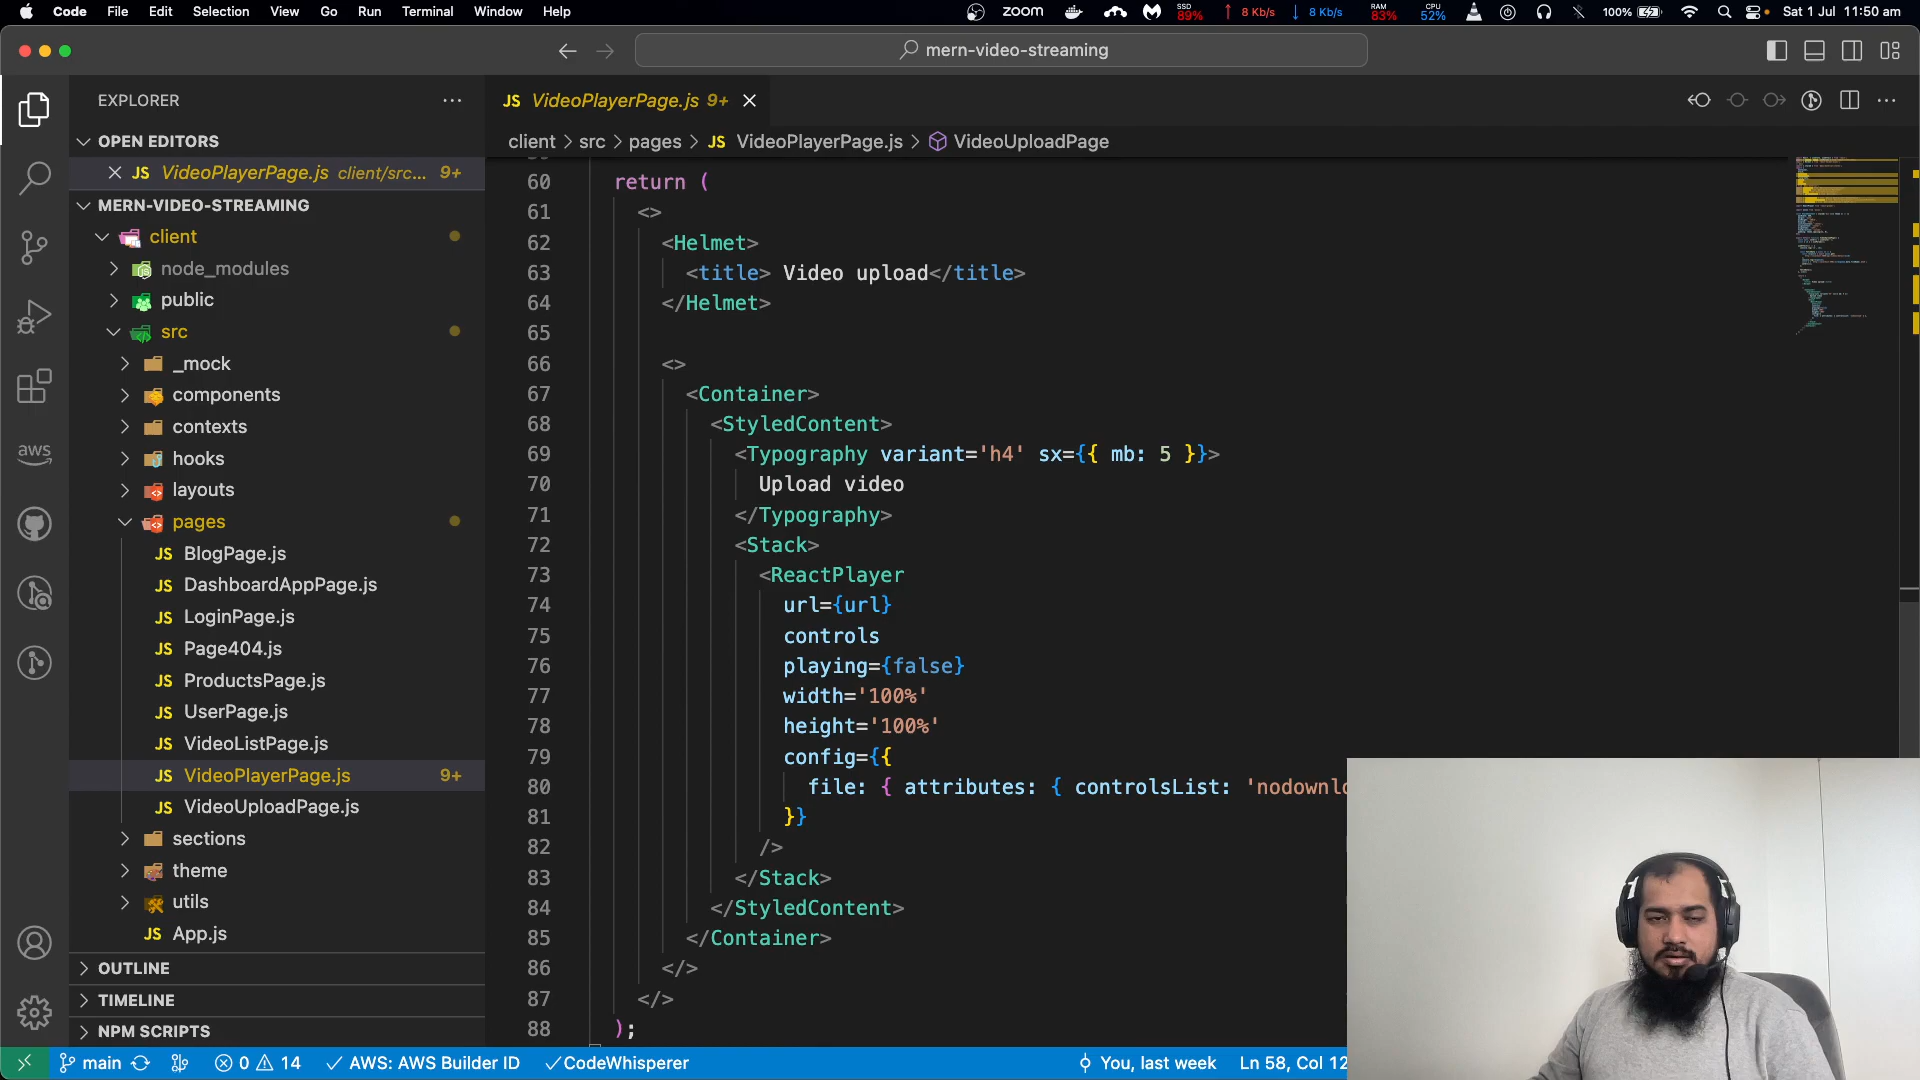 Code File Edit Selection View Go Run Terminal Window Help zoom SSD 89% 8 Kb/s 8 Kb/s RAM 83% CPU 52% 100% Sat 1 Jul 11:50 am
mern-video-streaming
EXPLORER
OPEN EDITORS
JS VideoPlayerPage.js client/src... 9+
MERN-VIDEO-STREAMING
client
node_modules
public
src
_mock
components
contexts
hooks
layouts
pages
JS BlogPage.js
JS DashboardAppPage.js
JS LoginPage.js
JS Page404.js
JS ProductsPage.js
JS UserPage.js
JS VideoListPage.js
JS VideoPlayerPage.js 9+
JS VideoUploadPage.js
sections
theme
utils
JS App.js
OUTLINE
TIMELINE
NPM SCRIPTS
aws
JS VideoPlayerPage.js 9+
client > src > pages > JS VideoPlayerPage.js > VideoUploadPage
60 return (
61 <>
62 <Helmet>
63 <title> Video upload</title>
64 </Helmet>
65
66 <>
67 <Container>
68 <StyledContent>
69 <Typography variant='h4' sx={{ mb: 5 }}>
70 Upload video
71 </Typography>
72 <Stack>
73 <ReactPlayer
74 url={url}
75 controls
76 playing={false}
77 width='100%'
78 height='100%'
79 config={{
80 file: { attributes: { controlsList: 'nodownlo
81 }}
82 />
83 </Stack>
84 </StyledContent>
85 </Container>
86 </>
87 </>
88 );
main 0 14 AWS: AWS Builder ID CodeWhisperer You, last week Ln 58, Col 12